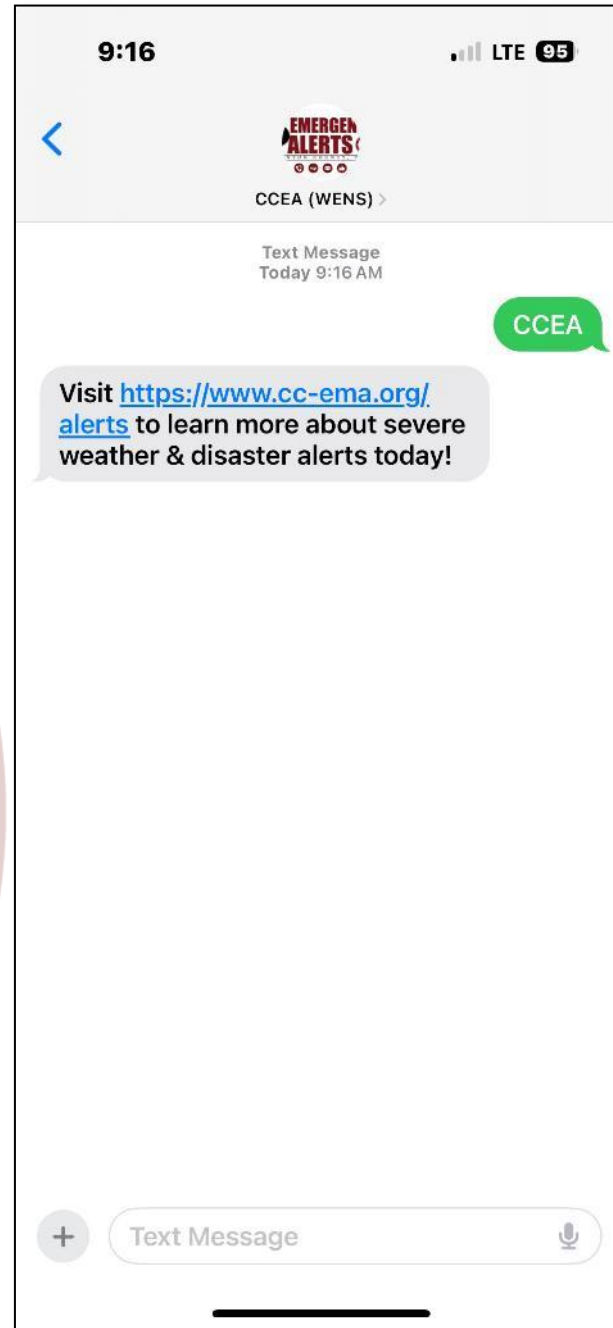 9:16
LTE 95
EMERGEN
ALERTS
CCEA (WENS) >
Text Message
Today 9:16 AM
CCEA
Visit https://www.cc-ema.org/
alerts to learn more about severe
weather & disaster alerts today!
Text Message